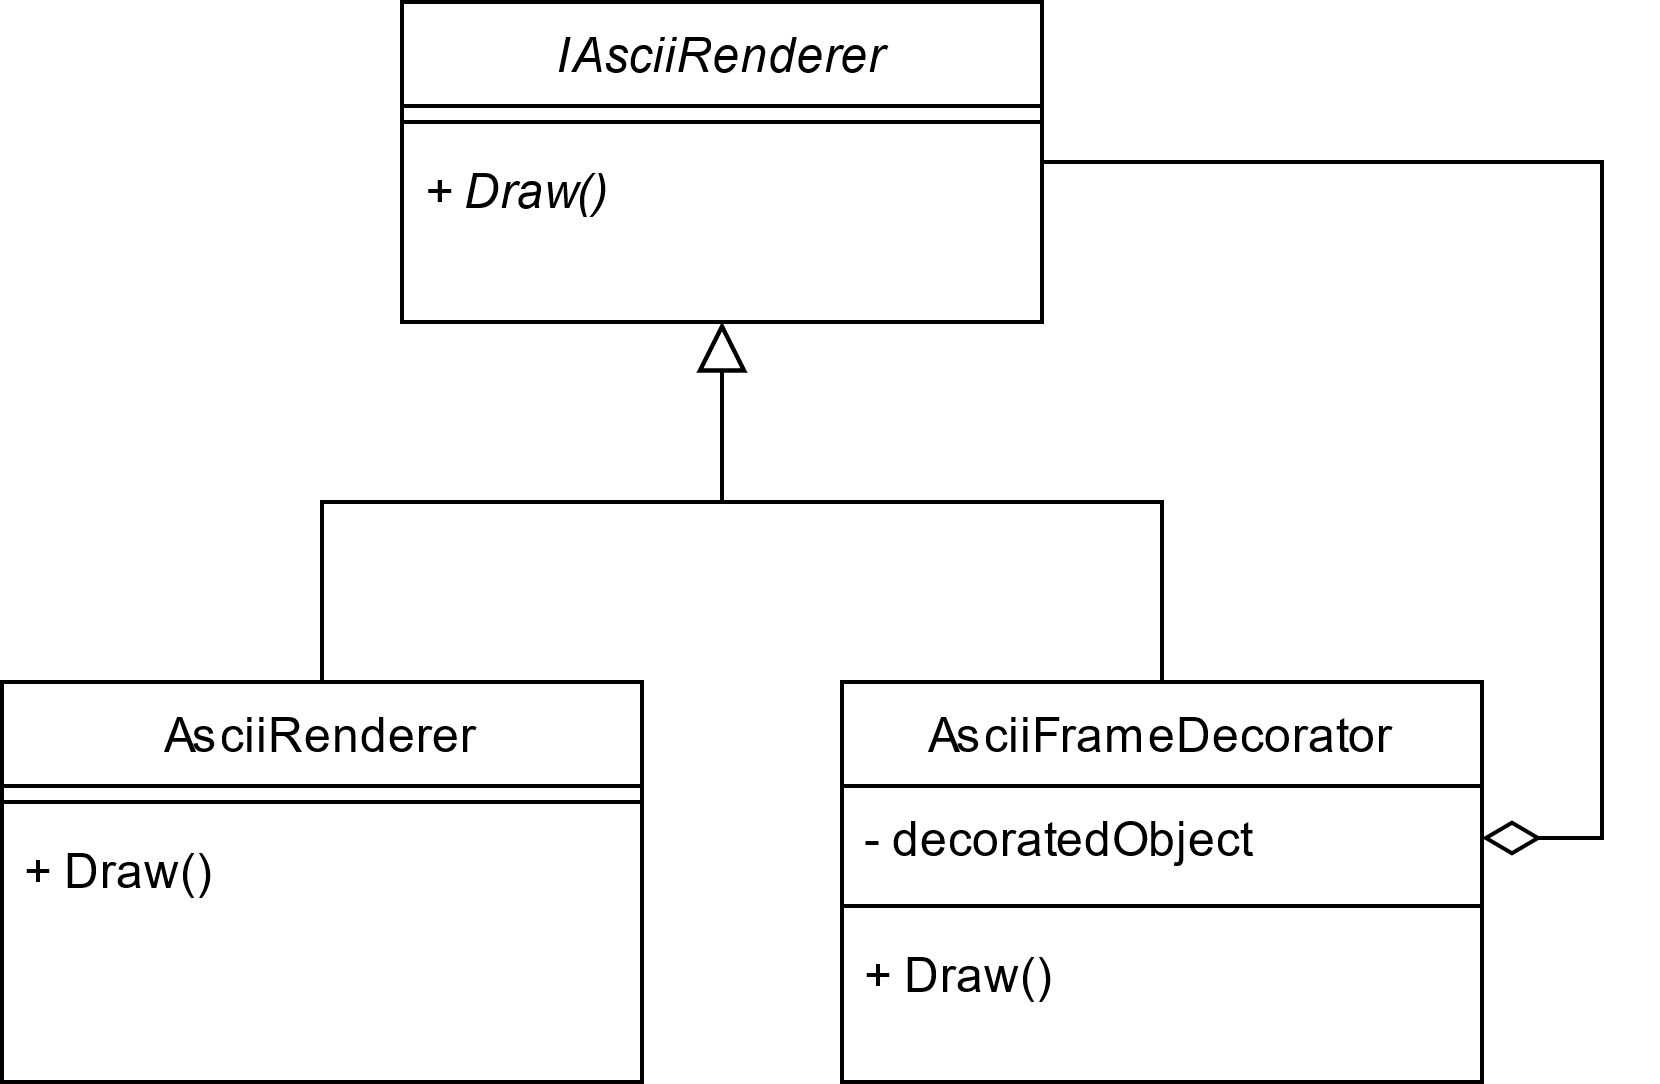 IAsciiRenderer
+ Draw()
AsciiRenderer
+ Draw()
AsciiFrameDecorator
- decoratedObject
+ Draw()